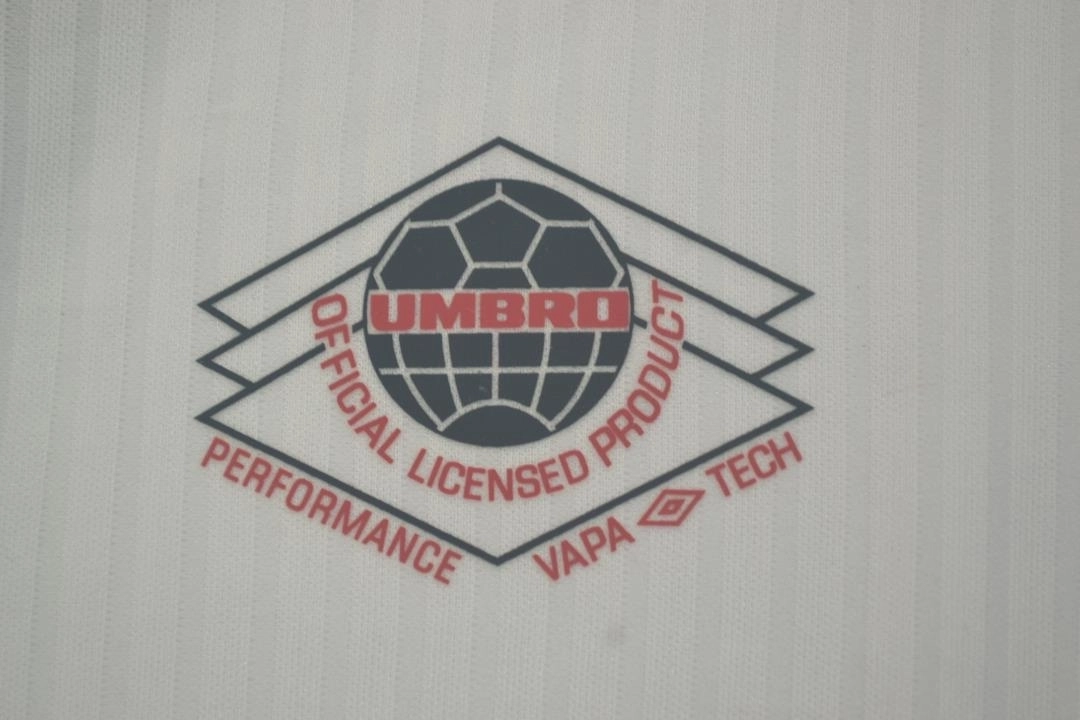 UMBRO
OFFICIAL LICENSED PRODUCT
PERFORMANCE
VAPA TECH